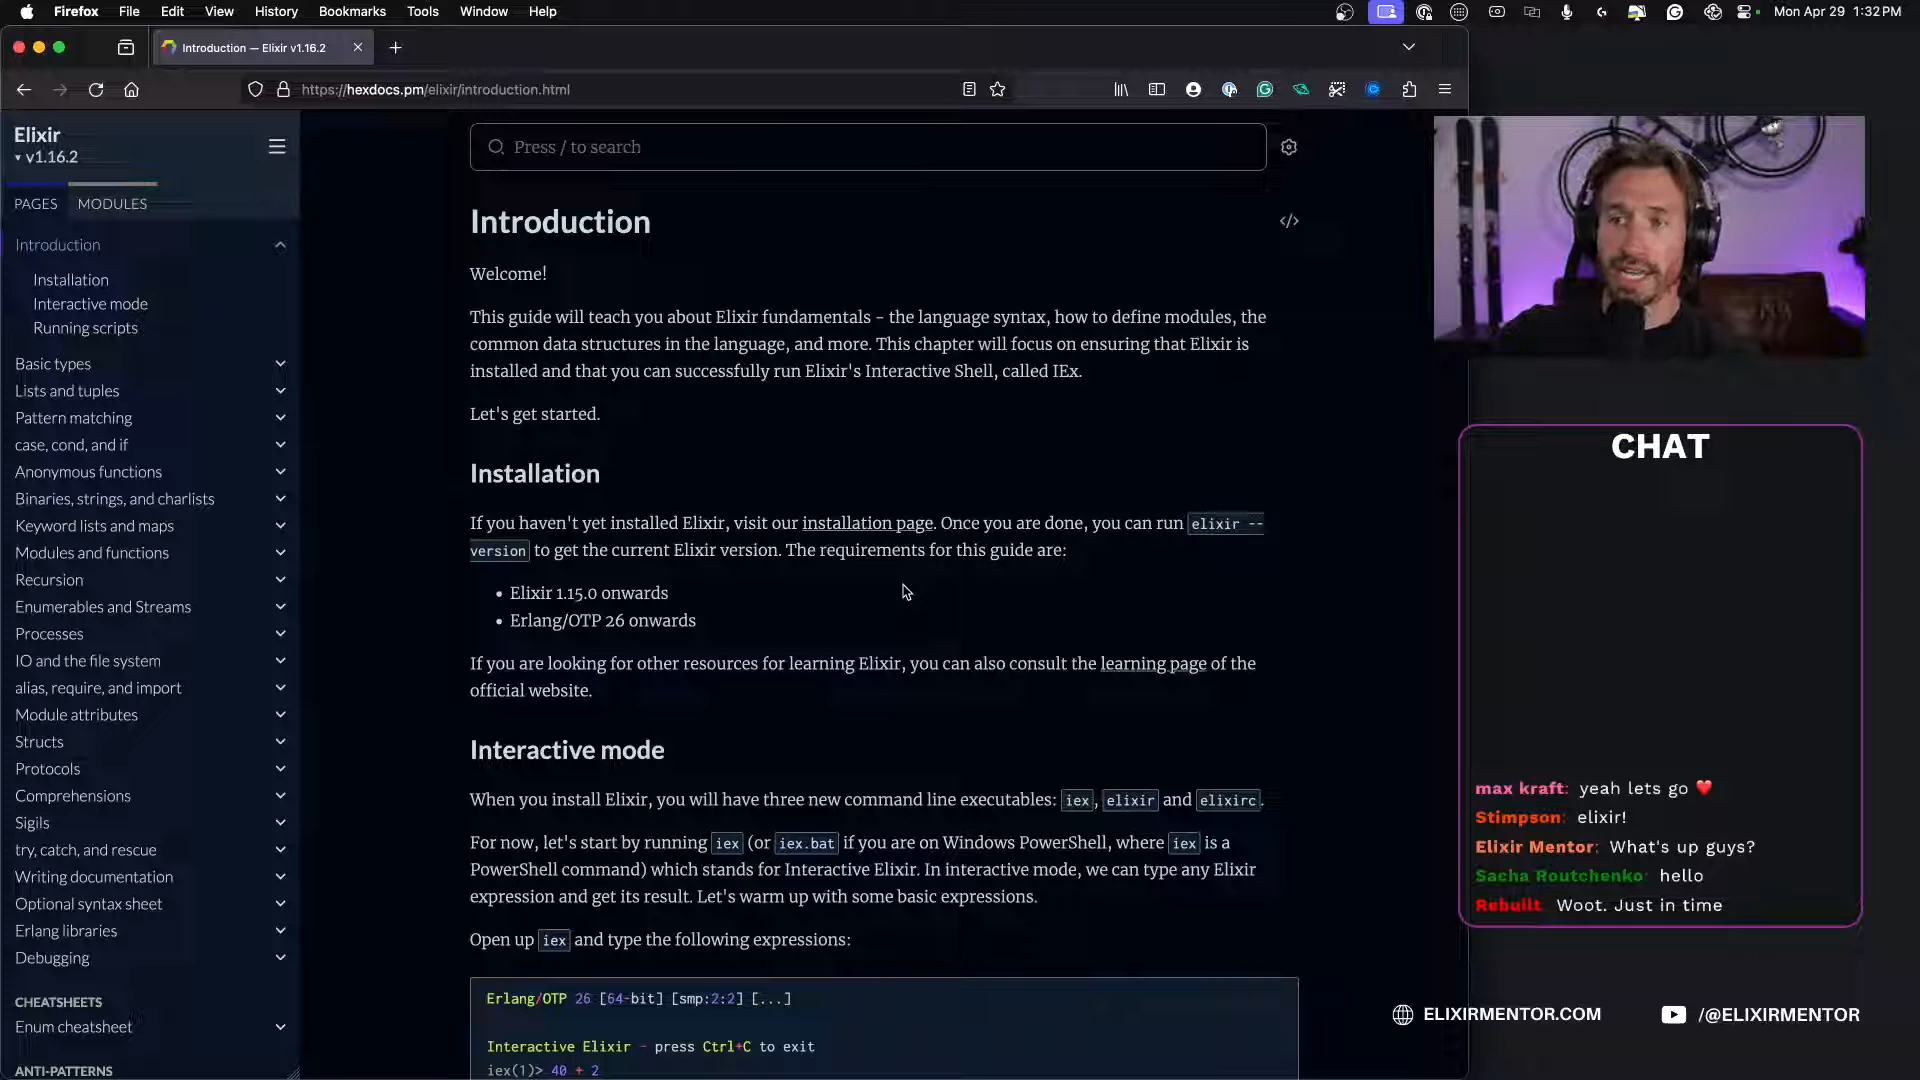 Firefox File Edit View History Bookmarks Tools Window Help
Mon Apr 29 1:32 PM
Introduction — Elixir v1.16.2
https://hexdocs.pm/elixir/introduction.html
Elixir
v1.16.2
PAGES MODULES
Introduction
Installation
Interactive mode
Running scripts
Basic types
Lists and tuples
Pattern matching
case, cond, and if
Anonymous functions
Binaries, strings, and charlists
Keyword lists and maps
Modules and functions
Recursion
Enumerables and Streams
Processes
IO and the file system
alias, require, and import
Module attributes
Structs
Protocols
Comprehensions
Sigils
try, catch, and rescue
Writing documentation
Optional syntax sheet
Erlang libraries
Debugging
CHEATSHEETS
Enum cheatsheet
ANTI-PATTERNS
Press / to search
Introduction
</>
Welcome!
This guide will teach you about Elixir fundamentals - the language syntax, how to define modules, the
common data structures in the language, and more. This chapter will focus on ensuring that Elixir is
installed and that you can successfully run Elixir's Interactive Shell, called IEx.
Let's get started.
Installation
If you haven't yet installed Elixir, visit our installation page. Once you are done, you can run elixir --
version to get the current Elixir version. The requirements for this guide are:
• Elixir 1.15.0 onwards
• Erlang/OTP 26 onwards
If you are looking for other resources for learning Elixir, you can also consult the learning page of the
official website.
Interactive mode
When you install Elixir, you will have three new command line executables: iex, elixir and elixirc.
For now, let's start by running iex (or iex.bat if you are on Windows PowerShell, where iex is a
PowerShell command) which stands for Interactive Elixir. In interactive mode, we can type any Elixir
expression and get its result. Let's warm up with some basic expressions.
Open up iex and type the following expressions:
Erlang/OTP 26 [64-bit] [smp:2:2] [...]
Interactive Elixir - press Ctrl+C to exit
iex(1)> 40 + 2
CHAT
max kraft: yeah lets go ❤️
Stimpson: elixir!
Elixir Mentor: What's up guys?
Sacha Routchenko: hello
Rebuilt: Woot. Just in time
ELIXIRMENTOR.COM
/@ELIXIRMENTOR